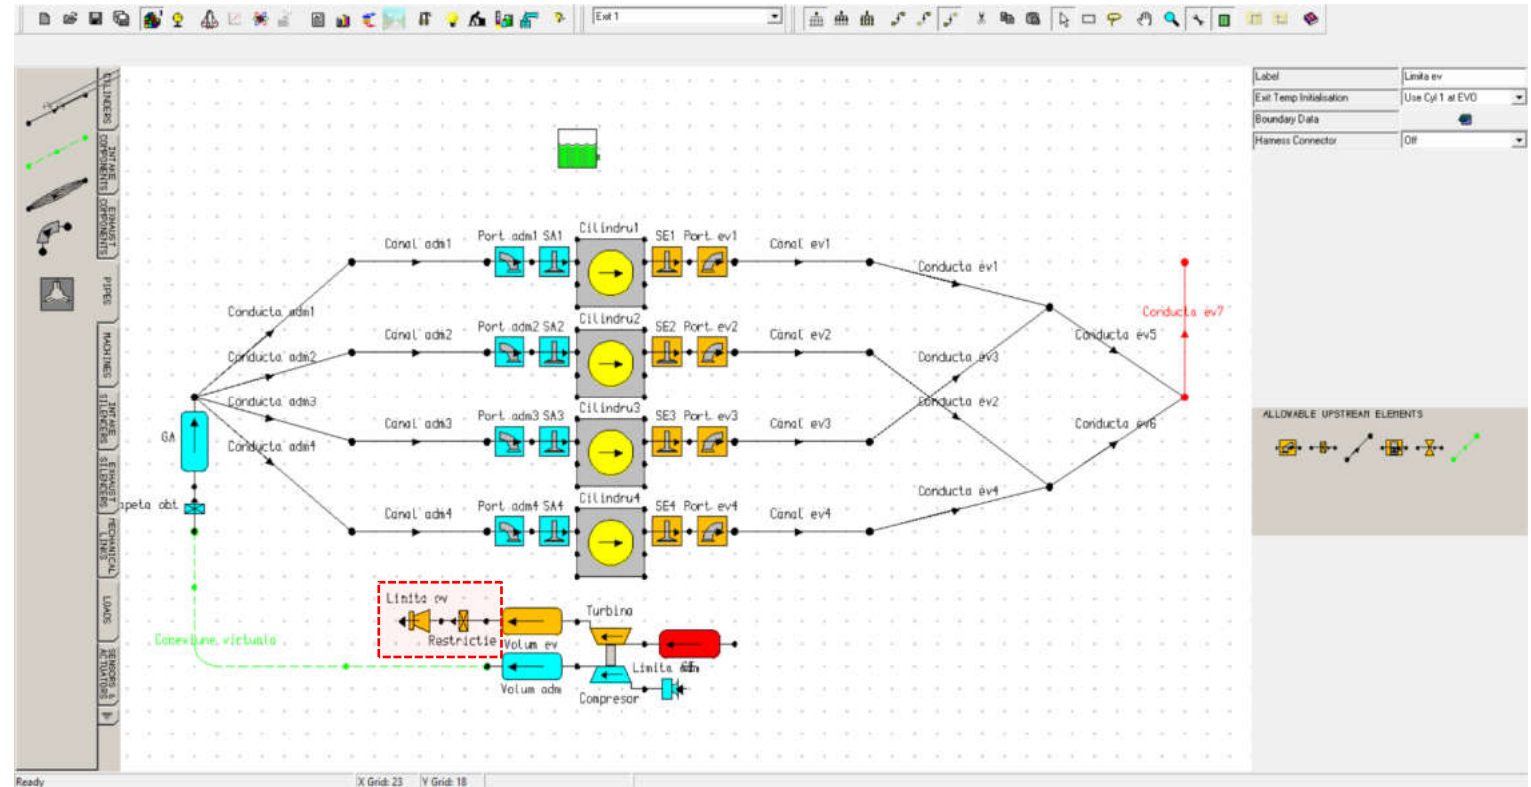 Exit 1
CYLINDERS
INTAKE COMPONENTS
EXHAUST COMPONENTS
PIPES
MACHINES
INTAKE SILENCERS
EXHAUST SILENCERS
MECHANICAL LINKS
LOADS
SENSORS & ACTUATORS
Label Limita ev
Exit Temp Initialisation Use Cyl 1 at EVO
Boundary Data
Harness Connector Off
ALLOWABLE UPSTREAM ELEMENTS
Canal adm1 Port adm1 SA1 Cilindru1 SE1 Port ev1 Canal ev1
Conducta ev1
Conducta adm1
Conducta ev7
Canal adm2 Port adm2 SA2 Cilindru2 SE2 Port ev2 Canal ev2
Conducta ev5
Conducta adm2
Conducta ev3
Conducta adm3
Conducta ev2
Canal adm3 Port adm3 SA3 Cilindru3 SE3 Port ev3 Canal ev3
Conducta ev6
GA
Conducta adm4
Conducta ev4
peta obt
Canal adm4 Port adm4 SA4 Cilindru4 SE4 Port ev4 Canal ev4
Limita ev
Turbina
Restrictie
Volum ev
Conexiune virtuala
Limita
Volum adm
Compresor
Ready X Grid: 23 Y Grid: 18